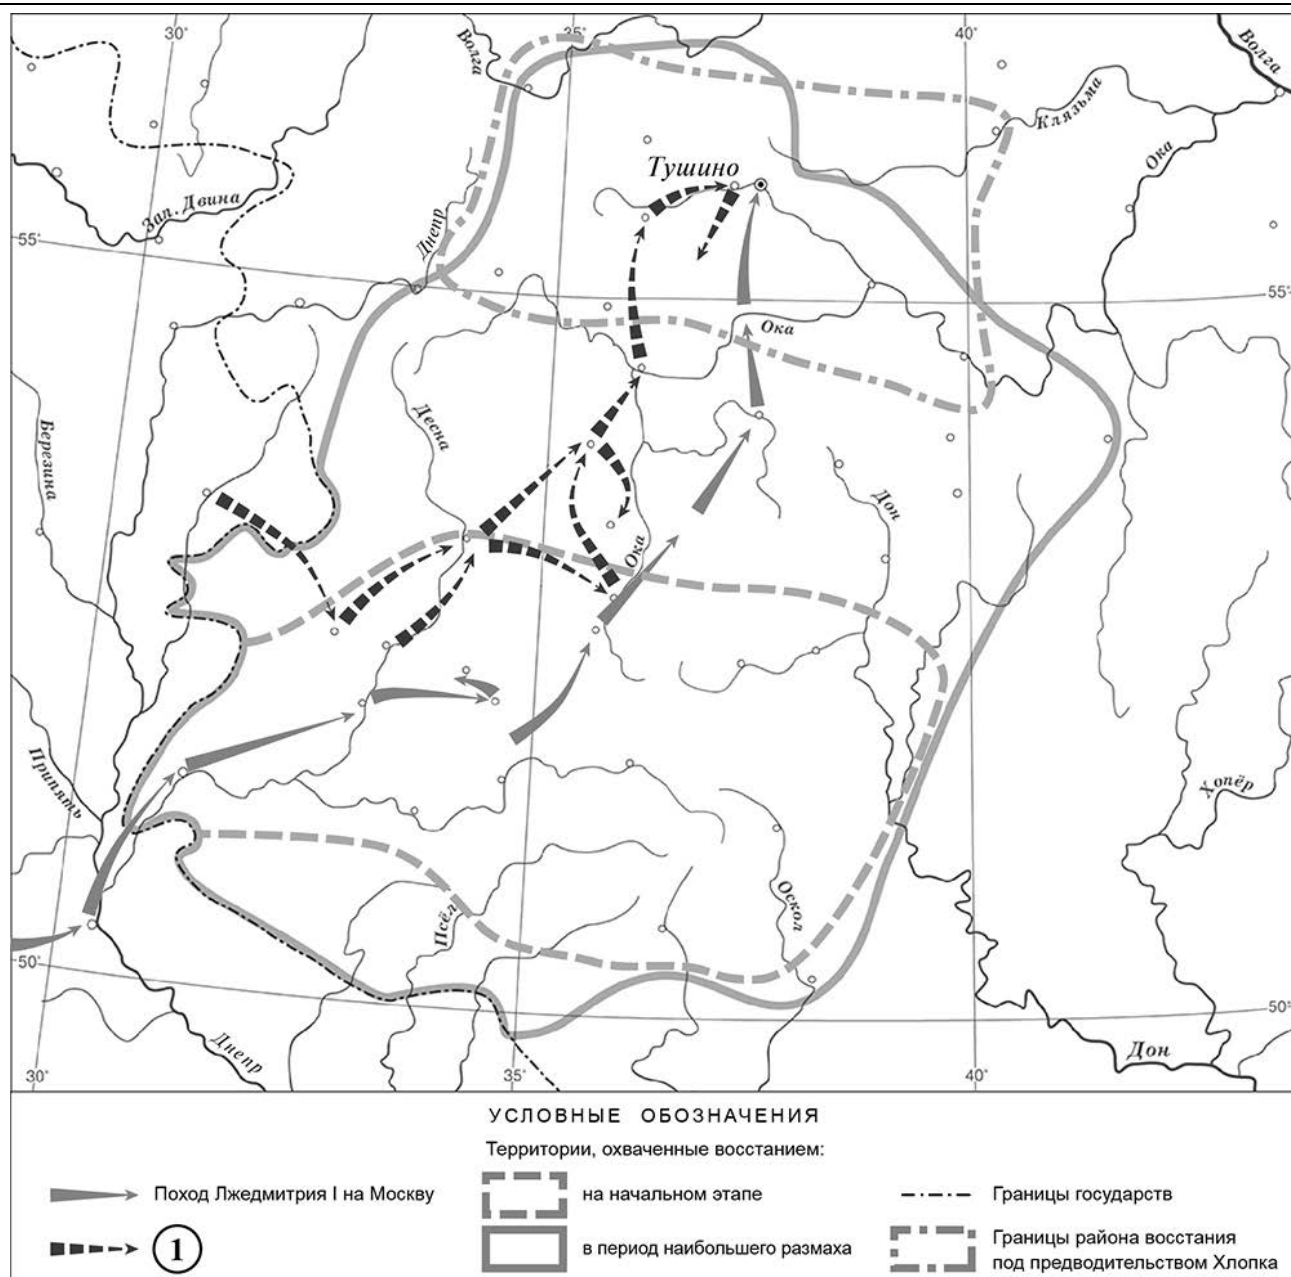 30°
35°
40°
Волга
Волга
Клязьма
Ока
Тушино
Зап. Двина
Днепр
55°
55°
Ока
Десна
Березина
Дон
Ока
Припять
Хопёр
Оскол
Псёл
50°
50°
Днепр
Дон
30°
35°
40°
УСЛОВНЫЕ ОБОЗНАЧЕНИЯ
Территории, охваченные восстанием:
Поход Лжедмитрия I на Москву
на начальном этапе
Границы государств
1
в период наибольшего размаха
Границы района восстания
под предводительством Хлопка